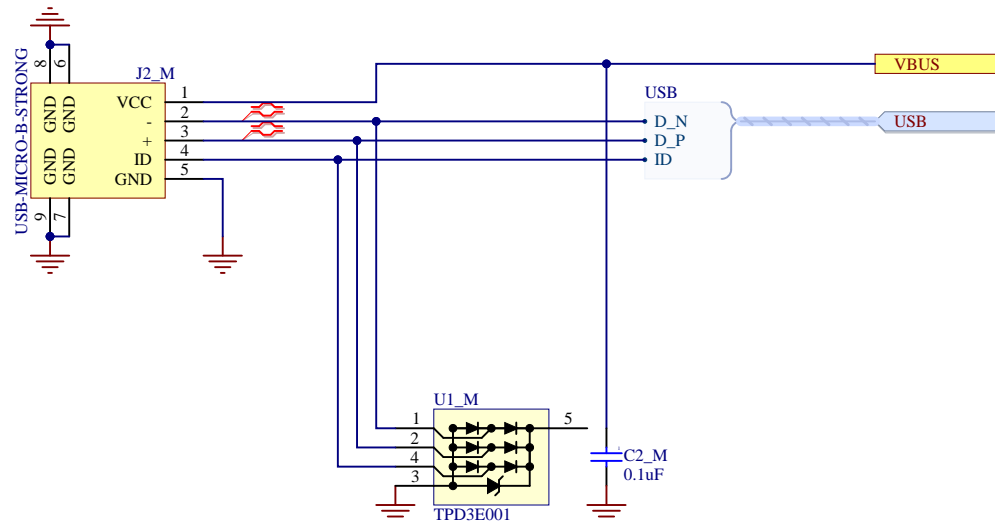 USB-MICRO-B-STRONG
8
6
J2_M
GND
GND
GND
GND
9
7
VCC
1
-
2
+
3
ID
4
GND
5
VBUS
USB
D_N
D_P
ID
USB
U1_M
1
2
4
3
5
TPD3E001
C2_M
0.1uF